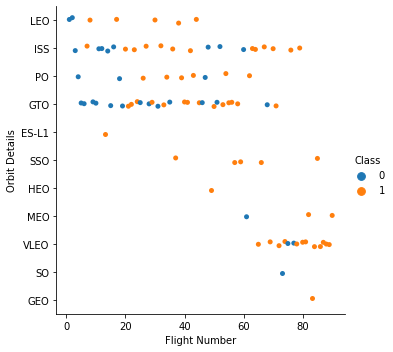 LEO
ISS
PO
GTO
ES-L1
SSO
HEO
MEO
VLEO
SO
GEO
Orbit Details
0
20
40
60
80
Flight Number
Class
0
1